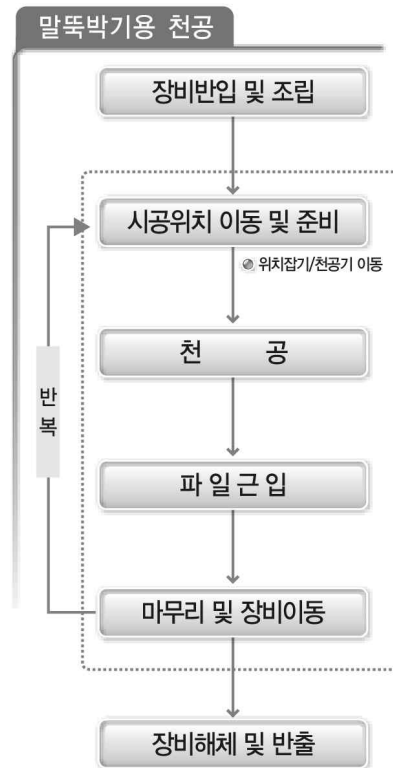 말뚝박기용 천공
장비반입 및 조립
시공위치 이동 및 준비
위치잡기/천공기 이동
천 공
반복
파일근입
마무리 및 장비이동
장비해체 및 반출